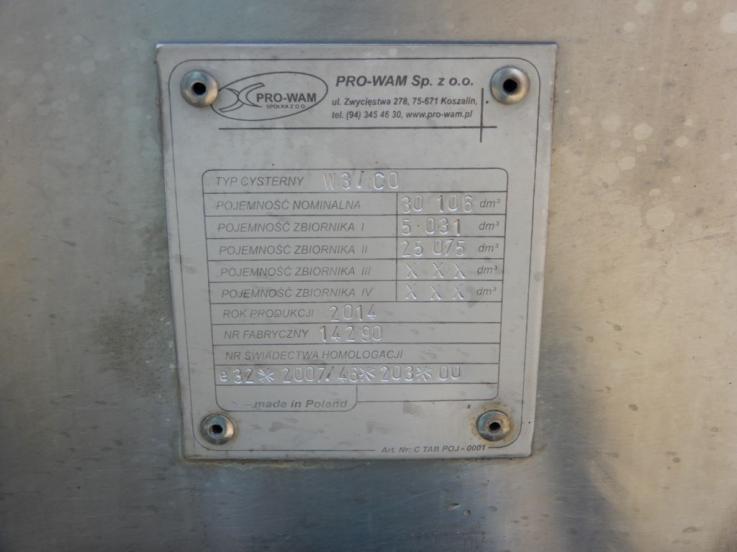 PRO-WAM
SPÓŁKA Z O.O.
PRO-WAM Sp. z o.o.
ul. Zwycięstwa 278, 75-671 Koszalin,
tel. (94) 345 46 30, www.pro-wam.pl
TYP CYSTERNY W3/CO
POJEMNOŚĆ NOMINALNA 30 106 dm³
POJEMNOŚĆ ZBIORNIKA I 5 031 dm³
POJEMNOŚĆ ZBIORNIKA II 25 075 dm³
POJEMNOŚĆ ZBIORNIKA III X X X dm³
POJEMNOŚĆ ZBIORNIKA IV X X X dm³
ROK PRODUKCJI 2014
NR FABRYCZNY 14290
NR ŚWIADECTWA HOMOLOGACJI
e32*2007/46*203*00
made in Poland
Art. Nr: C TAB POJ - 0001